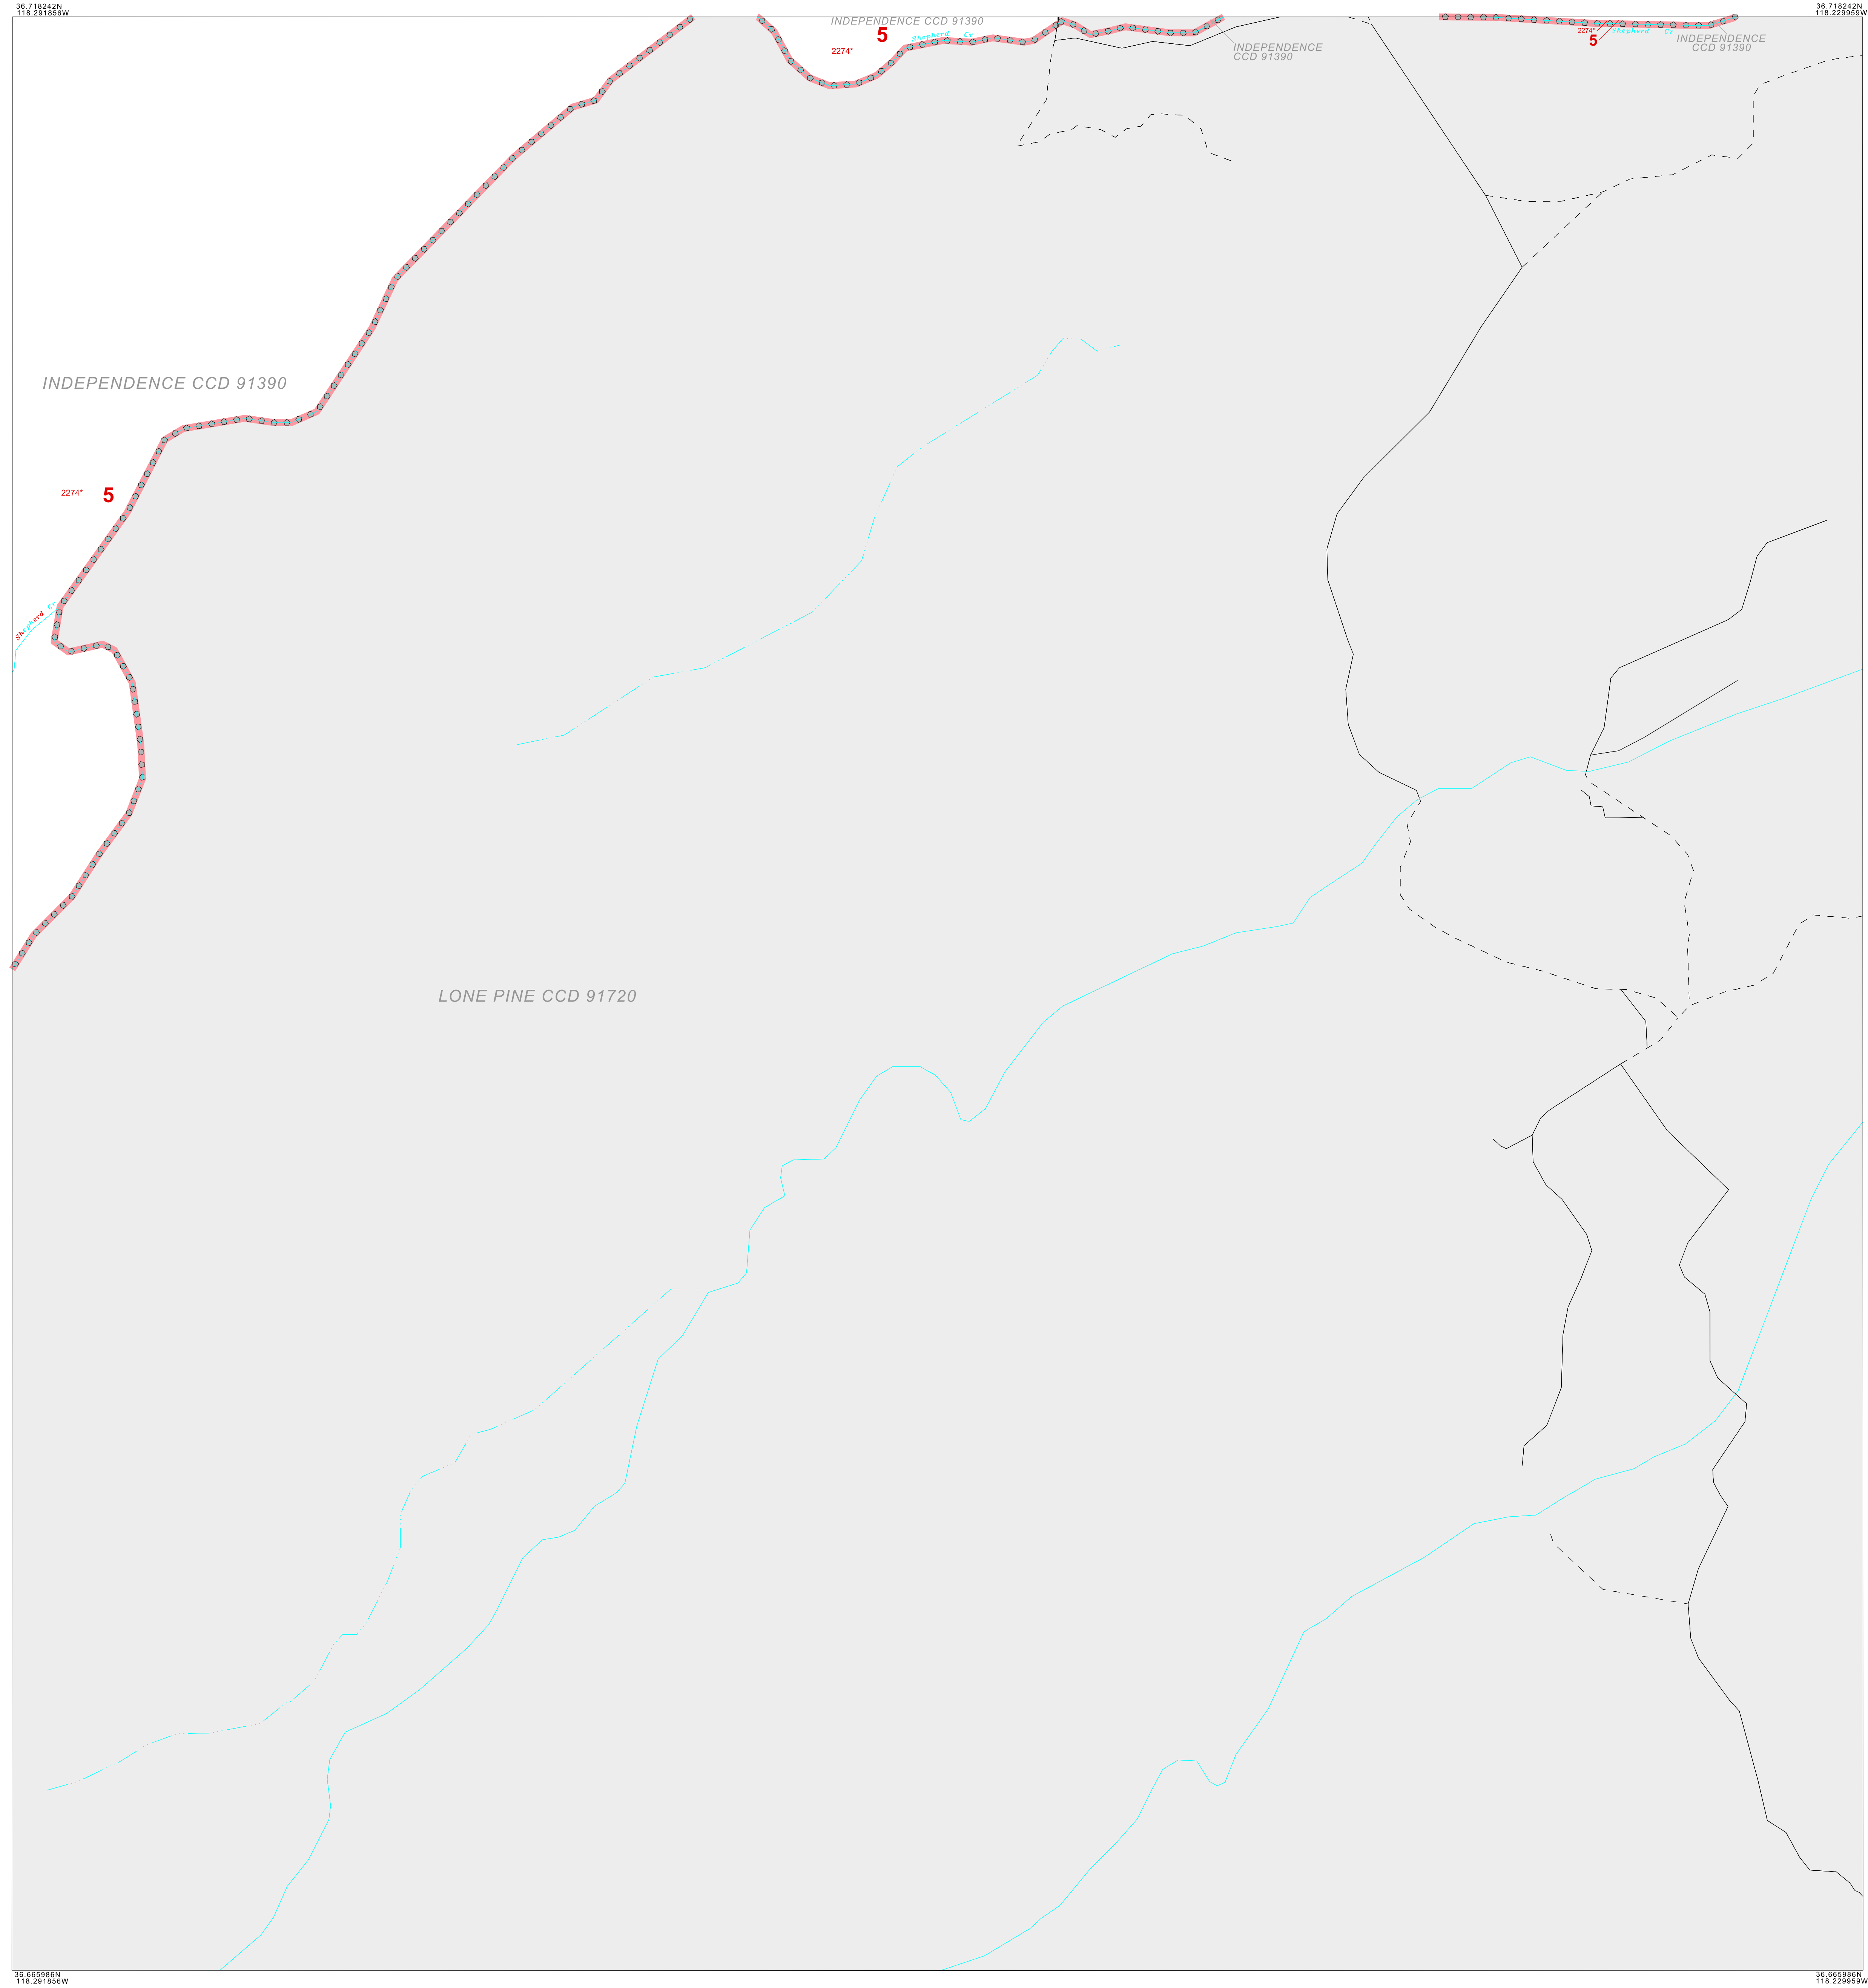 36.718242N
118.291856W
36.718242N
118.229959W
INDEPENDENCE CCD 91390
5
2274*
Shepherd Cr
INDEPENDENCE
CCD 91390
2274*
5
Shepherd Cr
INDEPENDENCE
CCD 91390
INDEPENDENCE CCD 91390
2274*
5
Shepherd Cr
LONE PINE CCD 91720
36.665986N
118.291856W
36.665986N
118.229959W